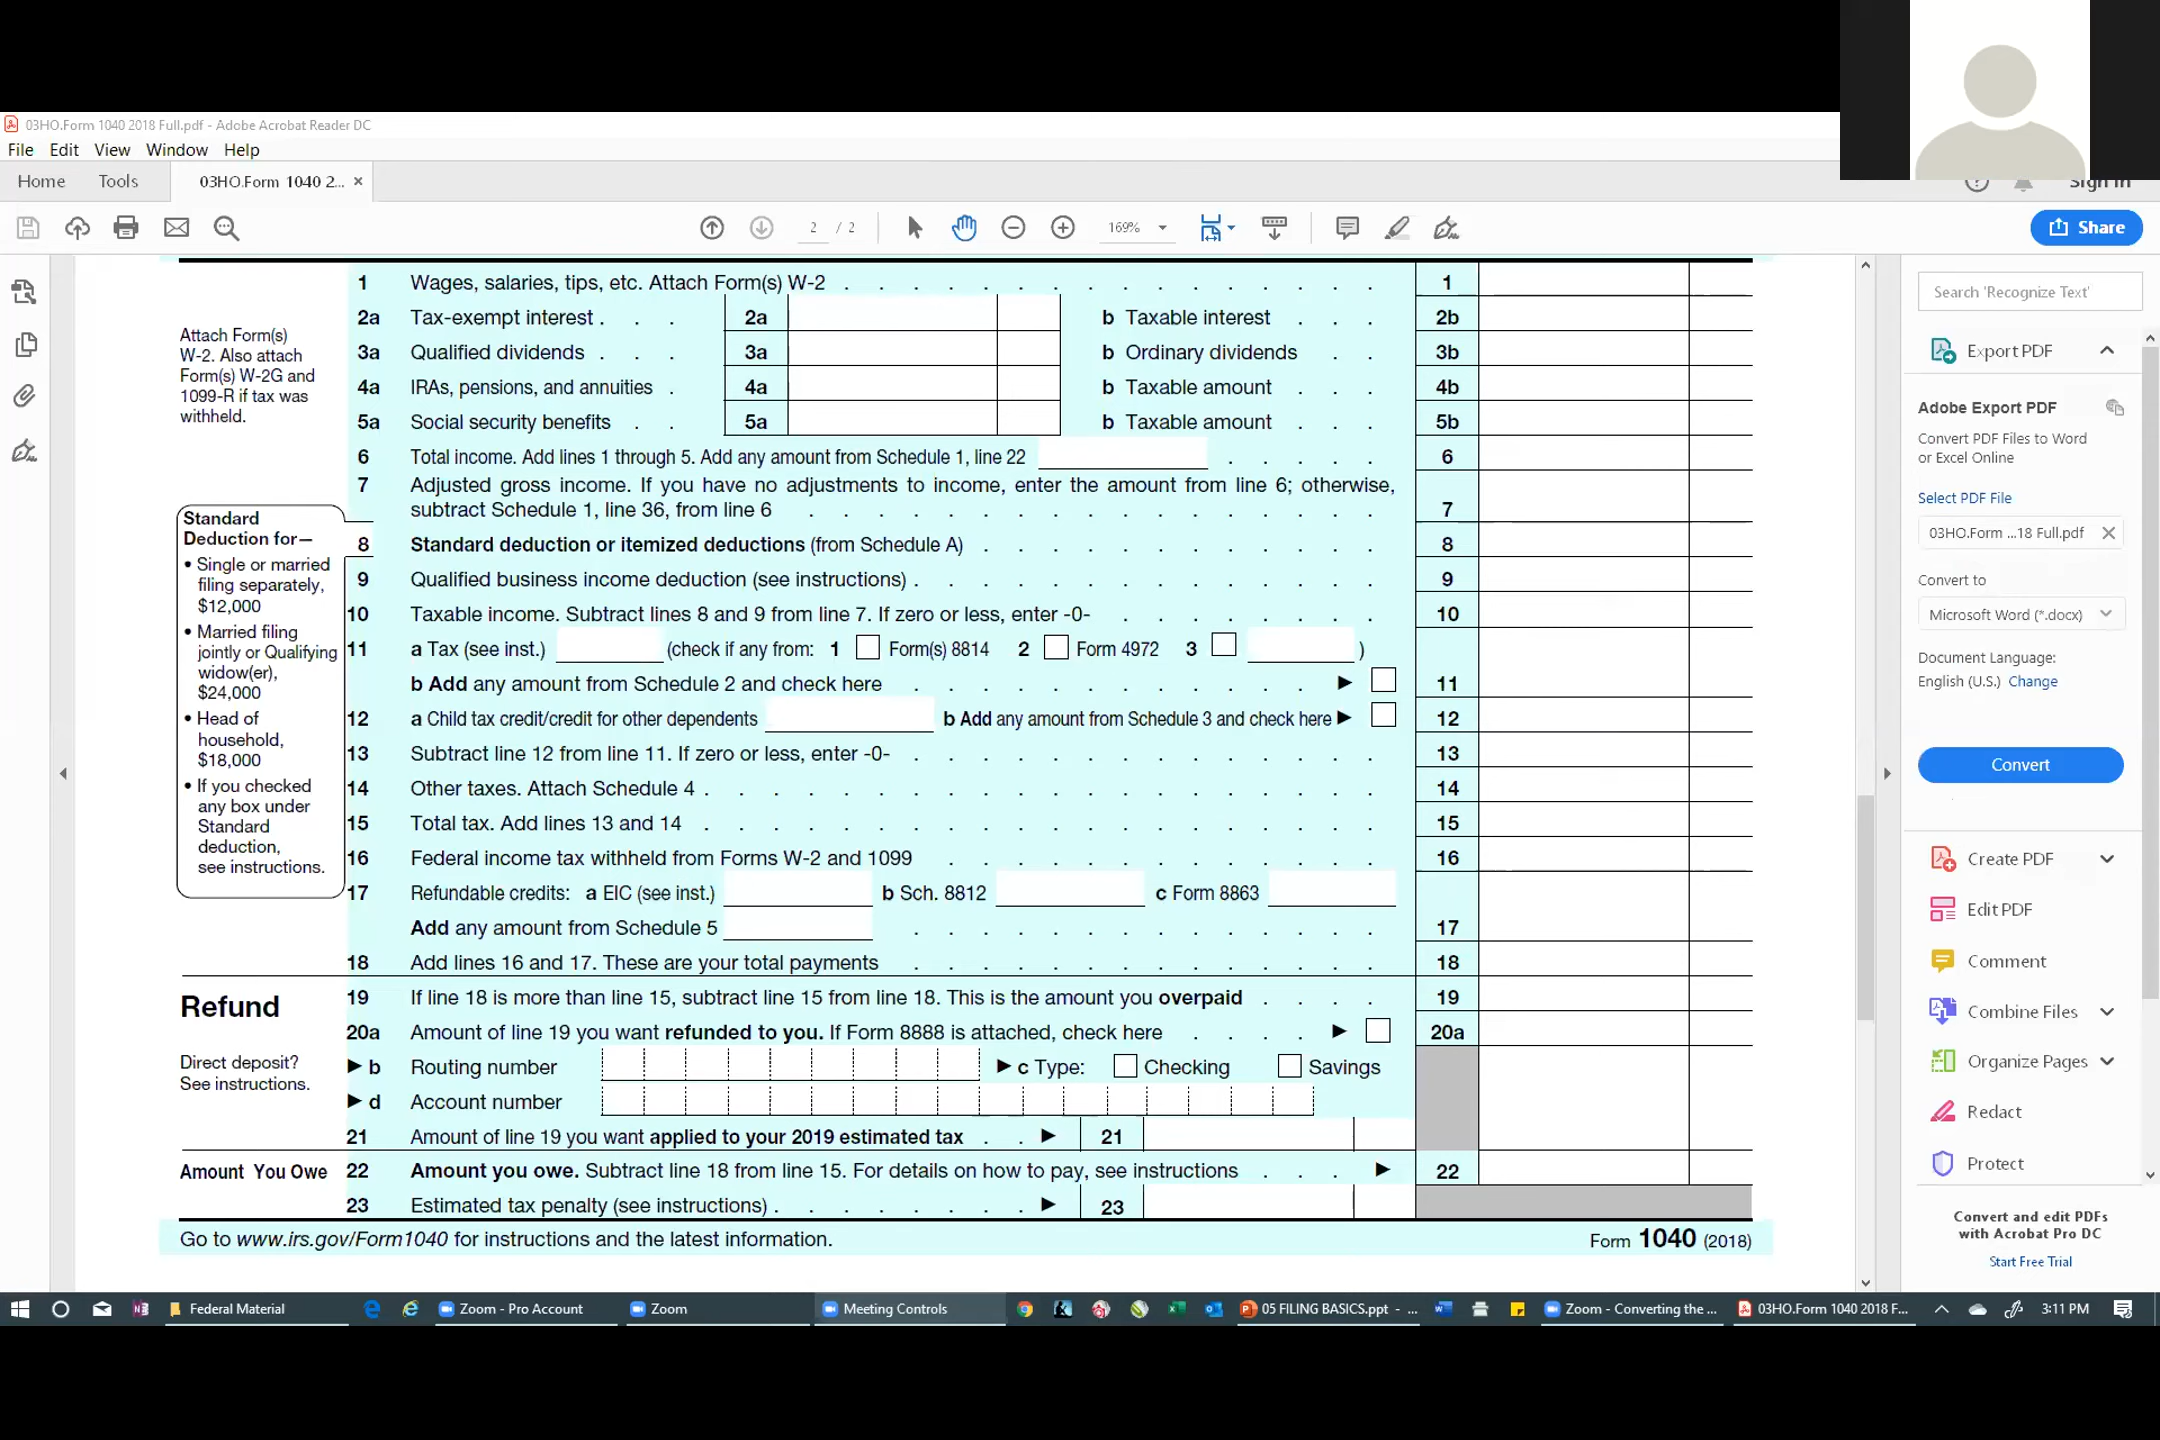 03HO.Form 1040 2018 Full.pdf - Adobe Acrobat Reader DC
File Edit View Window Help
Home Tools 03HO.Form 1040 2... × Sign In
2 / 2 169% Share
1 Wages, salaries, tips, etc. Attach Form(s) W-2 . . . . . . . . . . . . . . . 1
2a Tax-exempt interest . . . 2a b Taxable interest . . . 2b
3a Qualified dividends . . . 3a b Ordinary dividends . . 3b
4a IRAs, pensions, and annuities . 4a b Taxable amount . . . 4b
5a Social security benefits . . 5a b Taxable amount . . . 5b
Attach Form(s)
W-2. Also attach
Form(s) W-2G and
1099-R if tax was
withheld.
6 Total income. Add lines 1 through 5. Add any amount from Schedule 1, line 22 . . . . . 6
7 Adjusted gross income. If you have no adjustments to income, enter the amount from line 6; otherwise,
subtract Schedule 1, line 36, from line 6 . . . . . . . . . . . . . . . 7
Standard
Deduction for—
• Single or married
filing separately,
$12,000
• Married filing
jointly or Qualifying
widow(er),
$24,000
• Head of
household,
$18,000
• If you checked
any box under
Standard
deduction,
see instructions.
8 Standard deduction or itemized deductions (from Schedule A) . . . . . . . . . . . . 8
9 Qualified business income deduction (see instructions) . . . . . . . . . . . . . 9
10 Taxable income. Subtract lines 8 and 9 from line 7. If zero or less, enter -0- . . . . . . . 10
11 a Tax (see inst.) (check if any from: 1 Form(s) 8814 2 Form 4972 3 )
b Add any amount from Schedule 2 and check here . . . . . . . . . . . ► 11
12 a Child tax credit/credit for other dependents b Add any amount from Schedule 3 and check here ► 12
13 Subtract line 12 from line 11. If zero or less, enter -0- . . . . . . . . . . . . . . 13
14 Other taxes. Attach Schedule 4 . . . . . . . . . . . . . . . . . . 14
15 Total tax. Add lines 13 and 14 . . . . . . . . . . . . . . . . . . 15
16 Federal income tax withheld from Forms W-2 and 1099 . . . . . . . . . . . . . 16
17 Refundable credits: a EIC (see inst.) b Sch. 8812 c Form 8863
Add any amount from Schedule 5 . . . . . . . . . . . . . . 17
18 Add lines 16 and 17. These are your total payments . . . . . . . . . . . . . . 18
Refund
19 If line 18 is more than line 15, subtract line 15 from line 18. This is the amount you overpaid . . . . 19
20a Amount of line 19 you want refunded to you. If Form 8888 is attached, check here . . . . ► 20a
Direct deposit?
See instructions.
► b Routing number ► c Type: Checking Savings
► d Account number
21 Amount of line 19 you want applied to your 2019 estimated tax . . ► 21
Amount You Owe 22 Amount you owe. Subtract line 18 from line 15. For details on how to pay, see instructions . . . ► 22
23 Estimated tax penalty (see instructions) . . . . . . . . ► 23
Go to www.irs.gov/Form1040 for instructions and the latest information. Form 1040 (2018)
Search 'Recognize Text'
Export PDF
Adobe Export PDF
Convert PDF Files to Word
or Excel Online
Select PDF File
03HO.Form ...18 Full.pdf
Convert to
Microsoft Word (*.docx)
Document Language:
English (U.S.) Change
Convert
Create PDF
Edit PDF
Comment
Combine Files
Organize Pages
Redact
Protect
Convert and edit PDFs
with Acrobat Pro DC
Start Free Trial
Federal Material Zoom - Pro Account Zoom Meeting Controls 05 FILING BASICS.ppt - ... Zoom - Converting the ... 03HO.Form 1040 2018 F... 3:11 PM